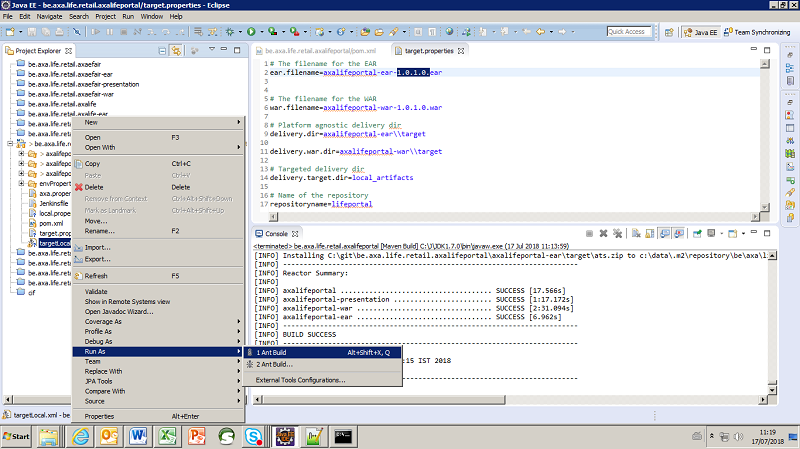 Java EE - be.axa.life.retail.axalifeportal/target.properties - Eclipse
File Edit Navigate Search Project Run Window Help
Quick Access
Java EE
Team Synchronizing
Project Explorer
be.axa.life.retail.axaefair
be.axa.life.retail.axaefair-ear
be.axa.life.retail.axaefair-presentation
be.axa.life.retail.axaefair-war
be.axa.life.retail.axalife
be.axa.life.retail.axalife-ear
> be.axa.life.re
> axalifepo
> axalifepo
> axalifepo
> envPropertie
axa.prope
Jenkinsfile
local.prope
pom.xml
target.prop
targetLocal
be.axa.life.re
be.axa.life.re
be.axa.life.re
cif
New
Open F3
Open With
Copy Ctrl+C
Paste Ctrl+V
Delete Delete
Remove from Context Ctrl+Alt+Shift+Down
Mark as Landmark Ctrl+Alt+Shift+Up
Move...
Rename... F2
Import...
Export...
Refresh F5
Validate
Show in Remote Systems view
Open Javadoc Wizard...
Coverage As
Profile As
Debug As
Run As
Team
Replace With
JPA Tools
Compare With
Source
Properties Alt+Enter
1 Ant Build Alt+Shift+X, Q
2 Ant Build...
External Tools Configurations...
be.axa.life.retail.axalifeportal/pom.xml
target.properties
1 # The filename for the EAR
2 ear.filename=axalifeportal-ear-1.0.1.0.ear
3
4
5 # The filename for the WAR
6 war.filename=axalifeportal-war-1.0.1.0.war
7
8 # Platform agnostic delivery dir
9 delivery.dir=axalifeportal-ear\\target
10
11 delivery.war.dir=axalifeportal-war\\target
12
13 # Targeted delivery dir
14 delivery.target.dir=local_artifacts
15
16 # Name of the repository
17 repositoryname=lifeportal
Console
<terminated> be.axa.life.retail.axalifeportal [Maven Build] C:\IJ\JDK1.7.0\bin\javaw.exe (17 Jul 2018 11:13:59)
[INFO] Installing C:\git\be.axa.life.retail.axalifeportal\axalifeportal-ear\target\ats.zip to c:\data\.m2\repository\be\axa\l
[INFO] ------------------------------------------------------------------------
[INFO] Reactor Summary:
[INFO]
[INFO] axalifeportal ................................... SUCCESS [17.566s]
[INFO] axalifeportal-presentation ...................... SUCCESS [1:17.172s]
[INFO] axalifeportal-war ............................... SUCCESS [2:31.094s]
[INFO] axalifeportal-ear ............................... SUCCESS [6.962s]
[INFO] ------------------------------------------------------------------------
[INFO] BUILD SUCCESS
[INFO] ------------------------------------------------------------------------
:15 IST 2018
targetLocal.xml - be
Start
11:19
17/07/2018